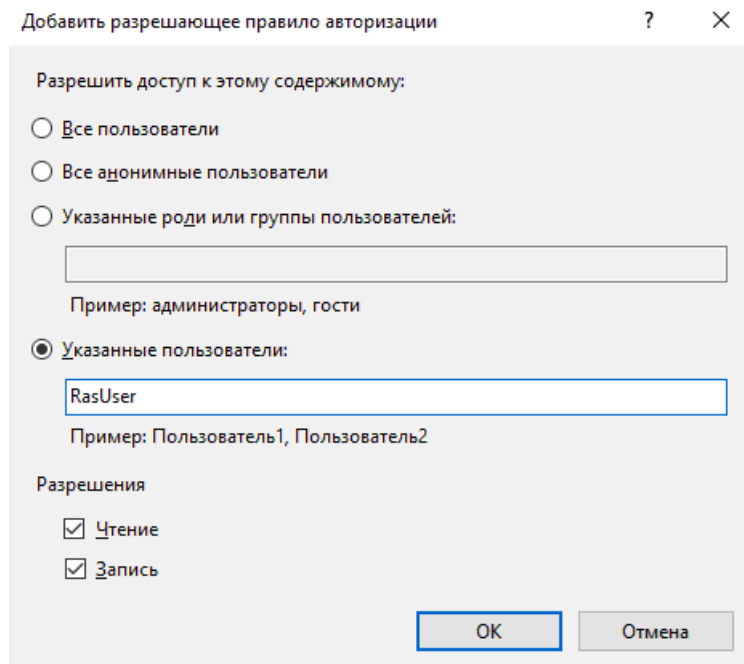 Добавить разрешающее правило авторизации ? ×
Разрешить доступ к этому содержимому:
Все пользователи
Все анонимные пользователи
Указанные роли или группы пользователей:
Пример: администраторы, гости
Указанные пользователи:
RasUser
Пример: Пользователь1, Пользователь2
Разрешения
Чтение
Запись
OK Отмена